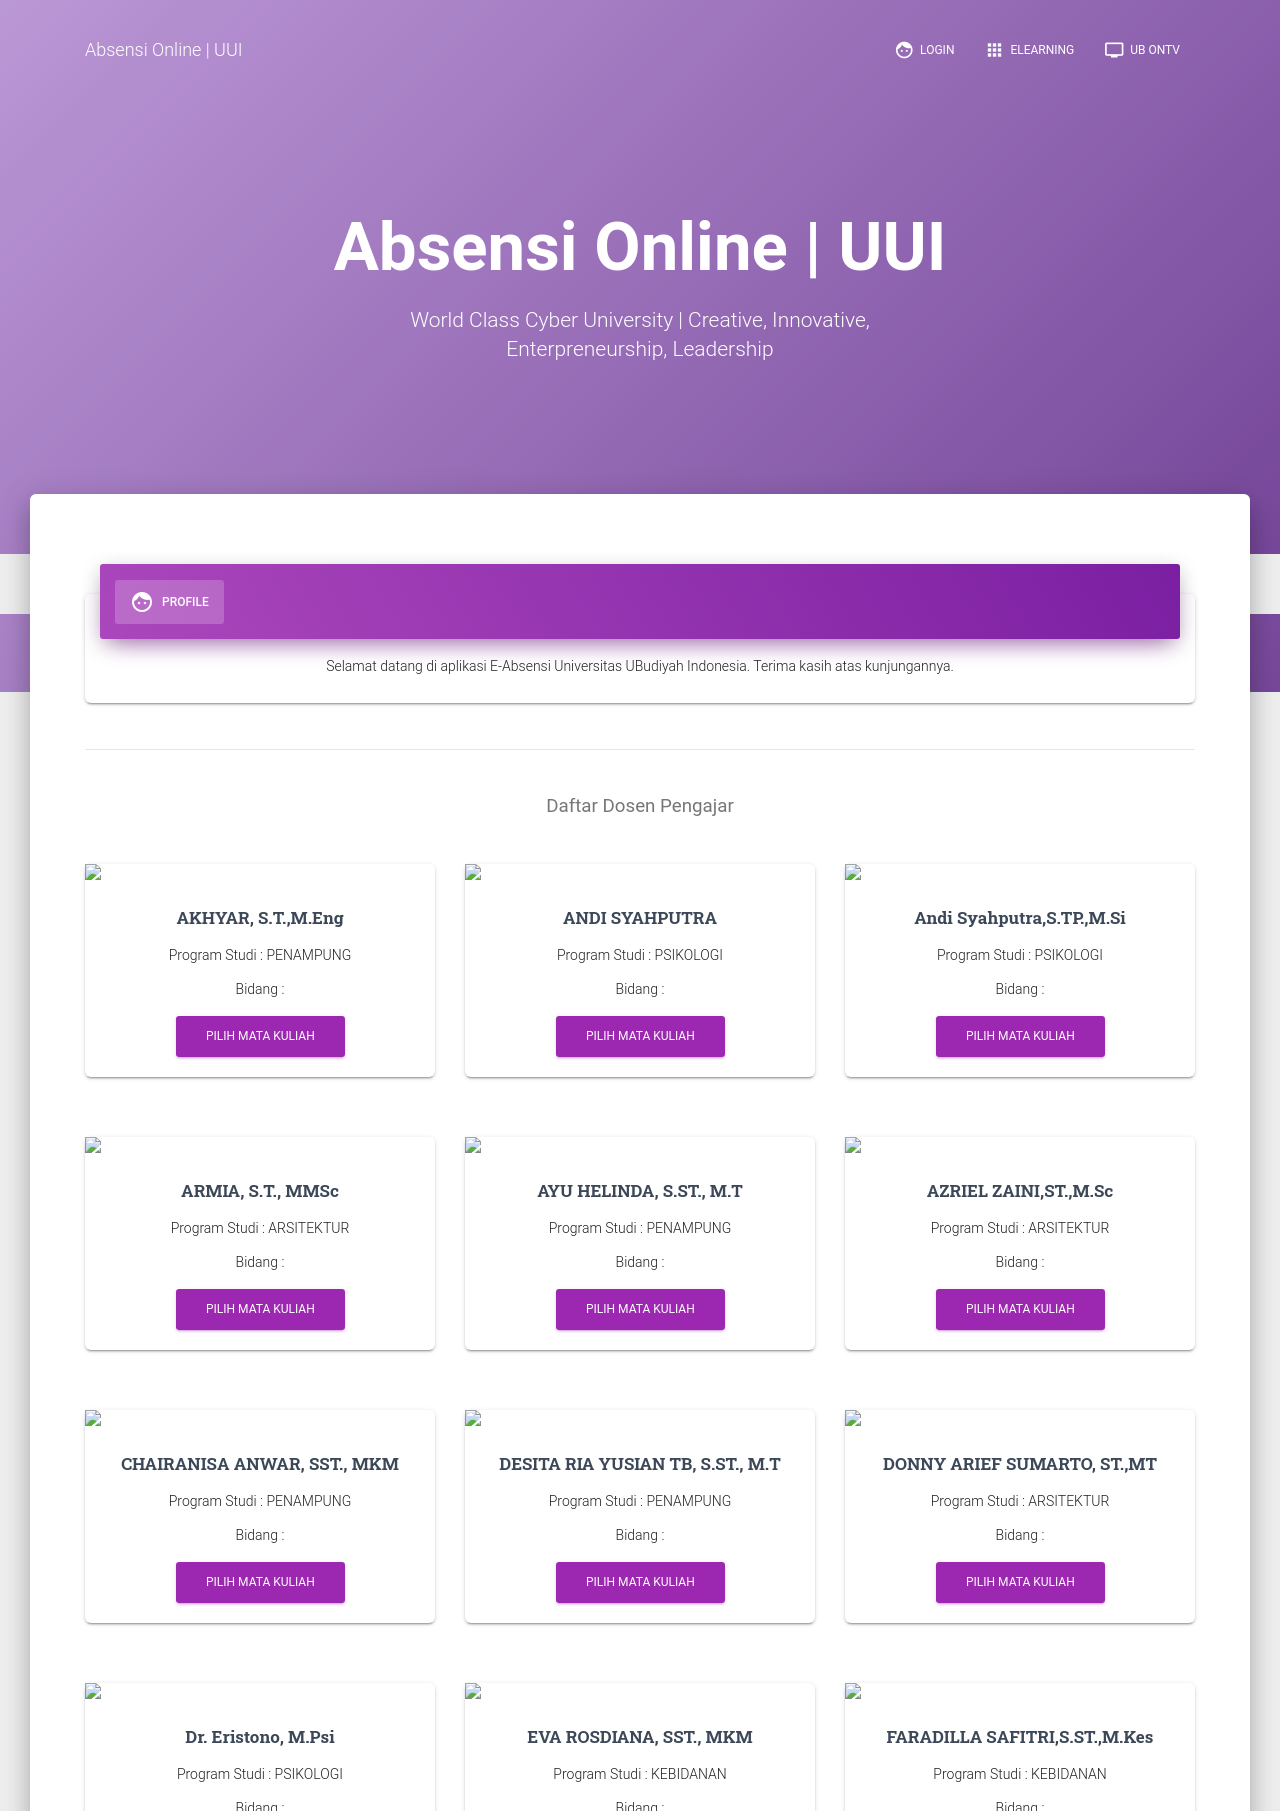 Absensi Online | UUI
LOGIN
ELEARNING
UB ONTV
Absensi Online | UUI
World Class Cyber University | Creative, Innovative,
Enterpreneurship, Leadership
PROFILE
Selamat datang di aplikasi E-Absensi Universitas UBudiyah Indonesia. Terima kasih atas kunjungannya.
Daftar Dosen Pengajar
AKHYAR, S.T.,M.Eng
Program Studi : PENAMPUNG
Bidang :
PILIH MATA KULIAH
ANDI SYAHPUTRA
Program Studi : PSIKOLOGI
Bidang :
PILIH MATA KULIAH
Andi Syahputra,S.TP.,M.Si
Program Studi : PSIKOLOGI
Bidang :
PILIH MATA KULIAH
ARMIA, S.T., MMSc
Program Studi : ARSITEKTUR
Bidang :
PILIH MATA KULIAH
AYU HELINDA, S.ST., M.T
Program Studi : PENAMPUNG
Bidang :
PILIH MATA KULIAH
AZRIEL ZAINI,ST.,M.Sc
Program Studi : ARSITEKTUR
Bidang :
PILIH MATA KULIAH
CHAIRANISA ANWAR, SST., MKM
Program Studi : PENAMPUNG
Bidang :
PILIH MATA KULIAH
DESITA RIA YUSIAN TB, S.ST., M.T
Program Studi : PENAMPUNG
Bidang :
PILIH MATA KULIAH
DONNY ARIEF SUMARTO, ST.,MT
Program Studi : ARSITEKTUR
Bidang :
PILIH MATA KULIAH
Dr. Eristono, M.Psi
Program Studi : PSIKOLOGI
Bidang :
EVA ROSDIANA, SST., MKM
Program Studi : KEBIDANAN
Bidang :
FARADILLA SAFITRI,S.ST.,M.Kes
Program Studi : KEBIDANAN
Bidang :